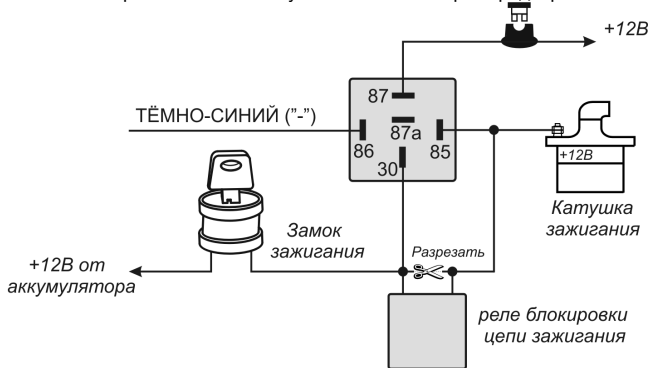 +12В
87
ТЁМНО-СИНИЙ ("-")
87а
86
85
30
+12В
Катушка
зажигания
Замок
зажигания
Разрезать
+12В от
аккумулятора
реле блокировки
цепи зажигания